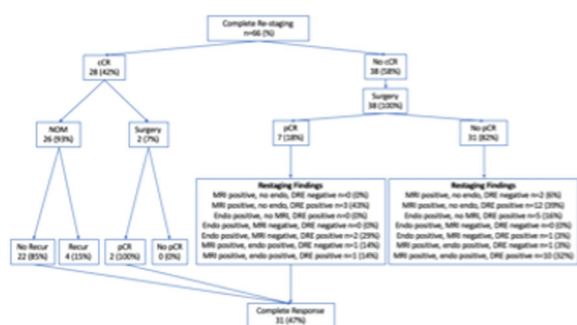 Complete Re-staging
n=66 (%)
cCR
28 (42%)
No cCR
38 (58%)
Surgery
38 (100%)
NOM
26 (93%)
Surgery
2 (7%)
pCR
7 (18%)
No pCR
31 (82%)
Restaging Findings
MRI positive, no endo, DRE negative n=0 (0%)
MRI positive, no endo, DRE positive n=3 (43%)
Endo positive, no MRI, DRE positive n=0 (0%)
Endo positive, MRI negative, DRE negative n=0 (0%)
Endo positive, MRI negative, DRE positive n=2 (29%)
MRI positive, endo positive, DRE negative n=1 (14%)
MRI positive, endo positive, DRE positive n=1 (14%)
Restaging Findings
MRI positive, no endo, DRE negative n=2 (6%)
MRI positive, no endo, DRE positive n=12 (39%)
Endo positive, no MRI, DRE positive n=5 (16%)
Endo positive, MRI negative, DRE negative n=0 (0%)
Endo positive, MRI negative, DRE positive n=1 (3%)
MRI positive, endo positive, DRE negative n=1 (3%)
MRI positive, endo positive, DRE positive n=10 (32%)
No Recur
22 (85%)
Recur
4 (15%)
pCR
2 (100%)
No pCR
0 (0%)
Complete Response
31 (47%)